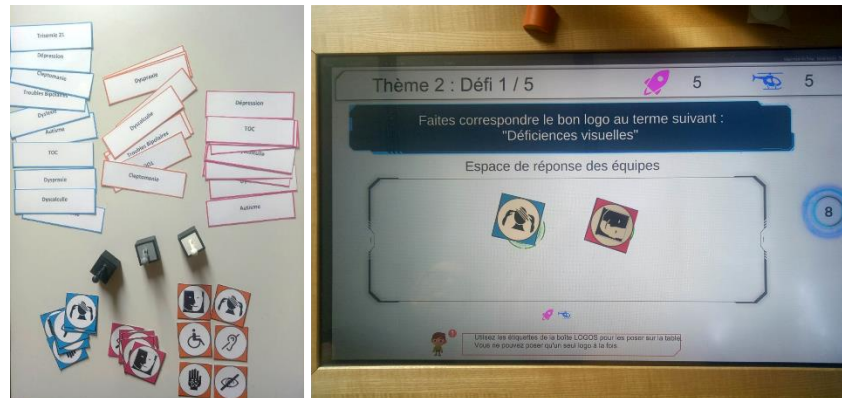 Trisomie 21
Dépression
Cleptomanie
Troubles Bipolaires
Dyslexie
Autisme
TOC
Dyspraxie
Dyscalculie
Dyspraxie
Dyscalculie
Troubles Bipolaires
Cleptomanie
Dépression
TOC
Autisme
Thème 2 : Défi 1 / 5
5
5
Faites correspondre le bon logo au terme suivant :
"Déficiences visuelles"
Espace de réponse des équipes
8
Utilisez les étiquettes de la boîte LOGOS pour les poser sur la table.
Vous ne pouvez poser qu'un seul logo à la fois.